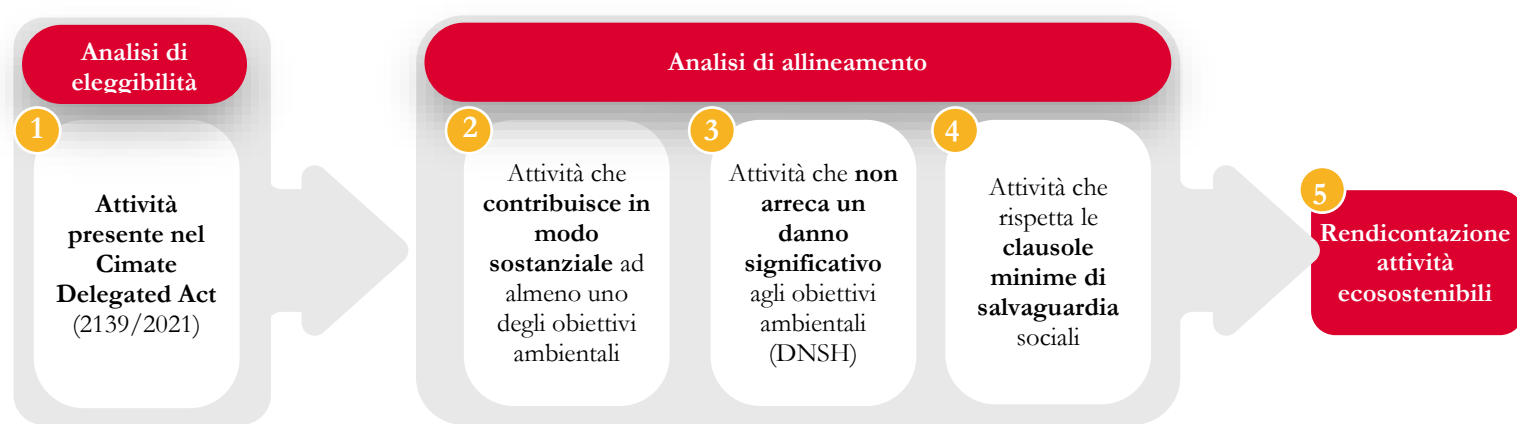 Analisi di
eleggibilità
1
Attività
presente nel
Cimate
Delegated Act
(2139/2021)
Analisi di allineamento
2
Attività che
contribuisce in
modo
sostanziale ad
almeno uno
degli obiettivi
ambientali
3
Attività che non
arreca un
danno
significativo
agli obiettivi
ambientali
(DNSH)
4
Attività che
rispetta le
clausole
minime di
salvaguardia
sociali
5
Rendicontazione
attività
ecosostenibili